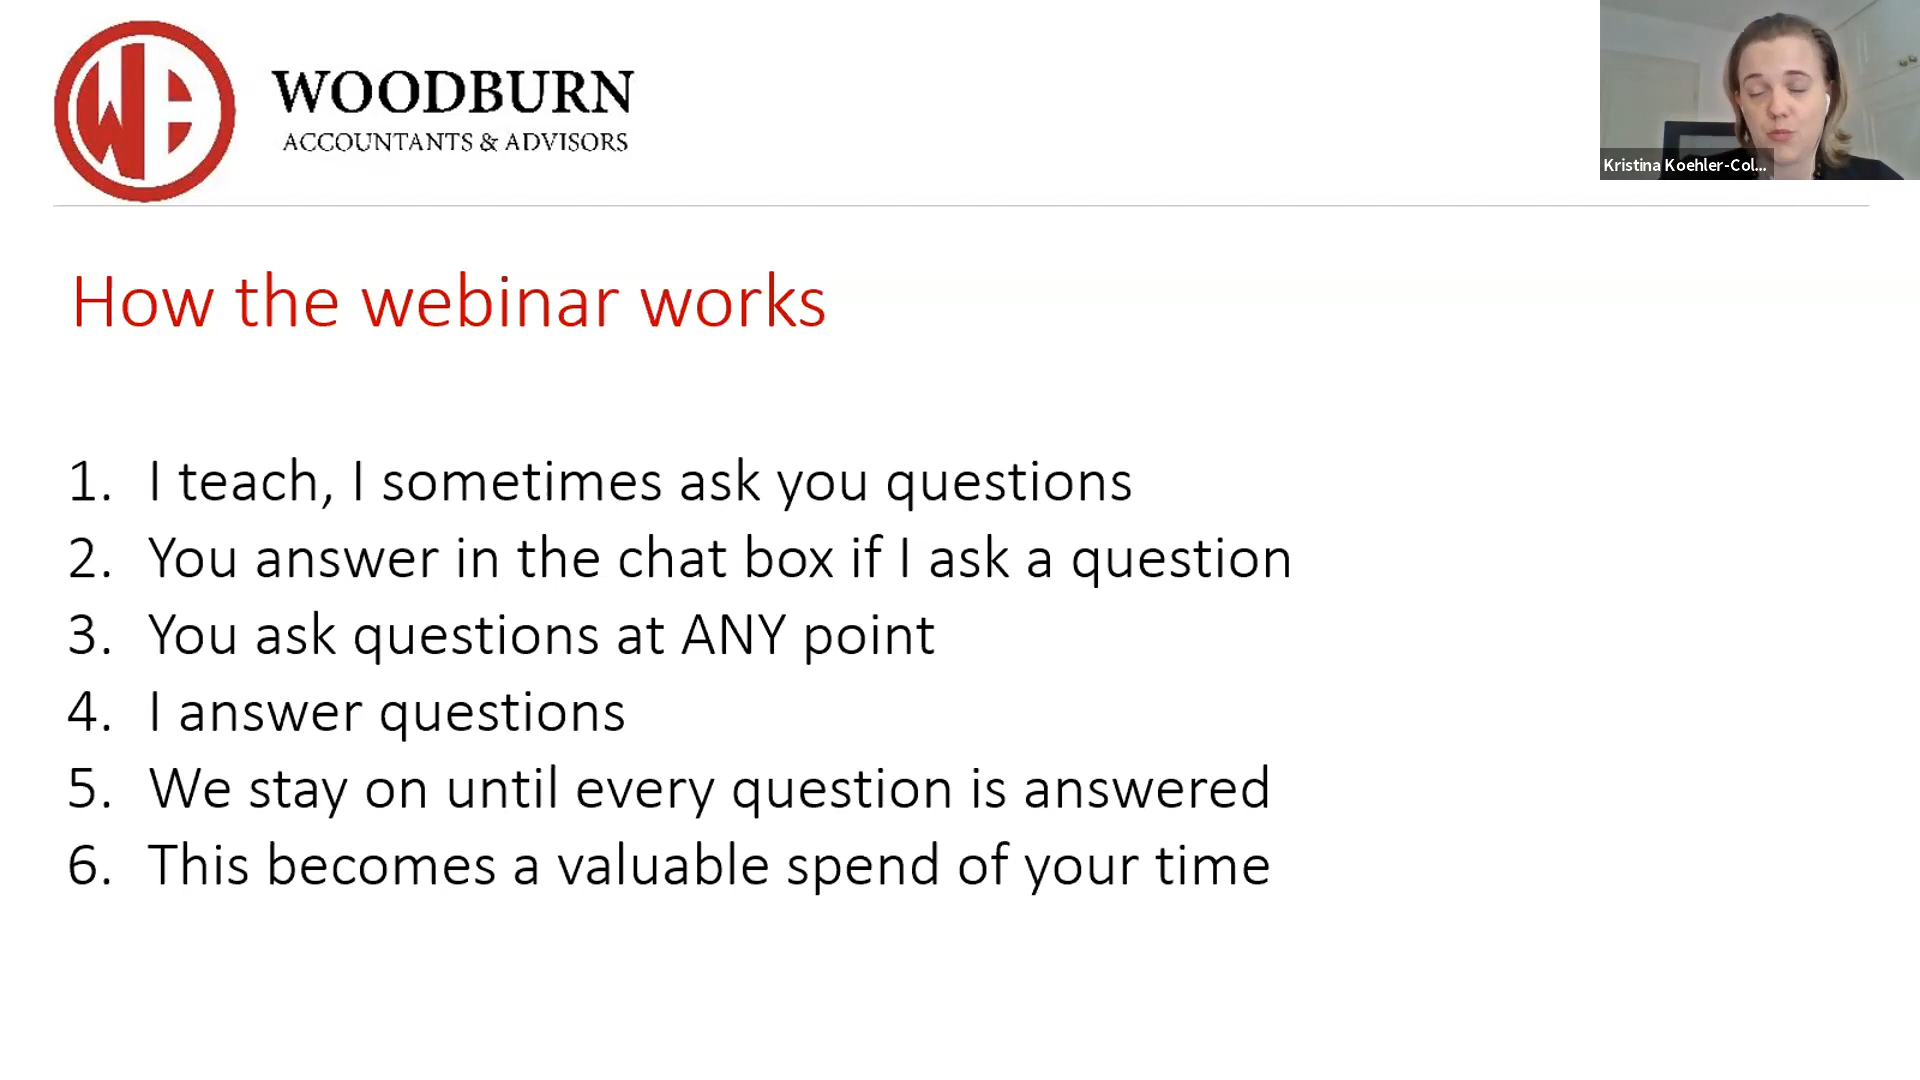 WOODBURN
ACCOUNTANTS & ADVISORS
Kristina Koehler-Col...
How the webinar works
1. I teach, I sometimes ask you questions
2. You answer in the chat box if I ask a question
3. You ask questions at ANY point
4. I answer questions
5. We stay on until every question is answered
6. This becomes a valuable spend of your time